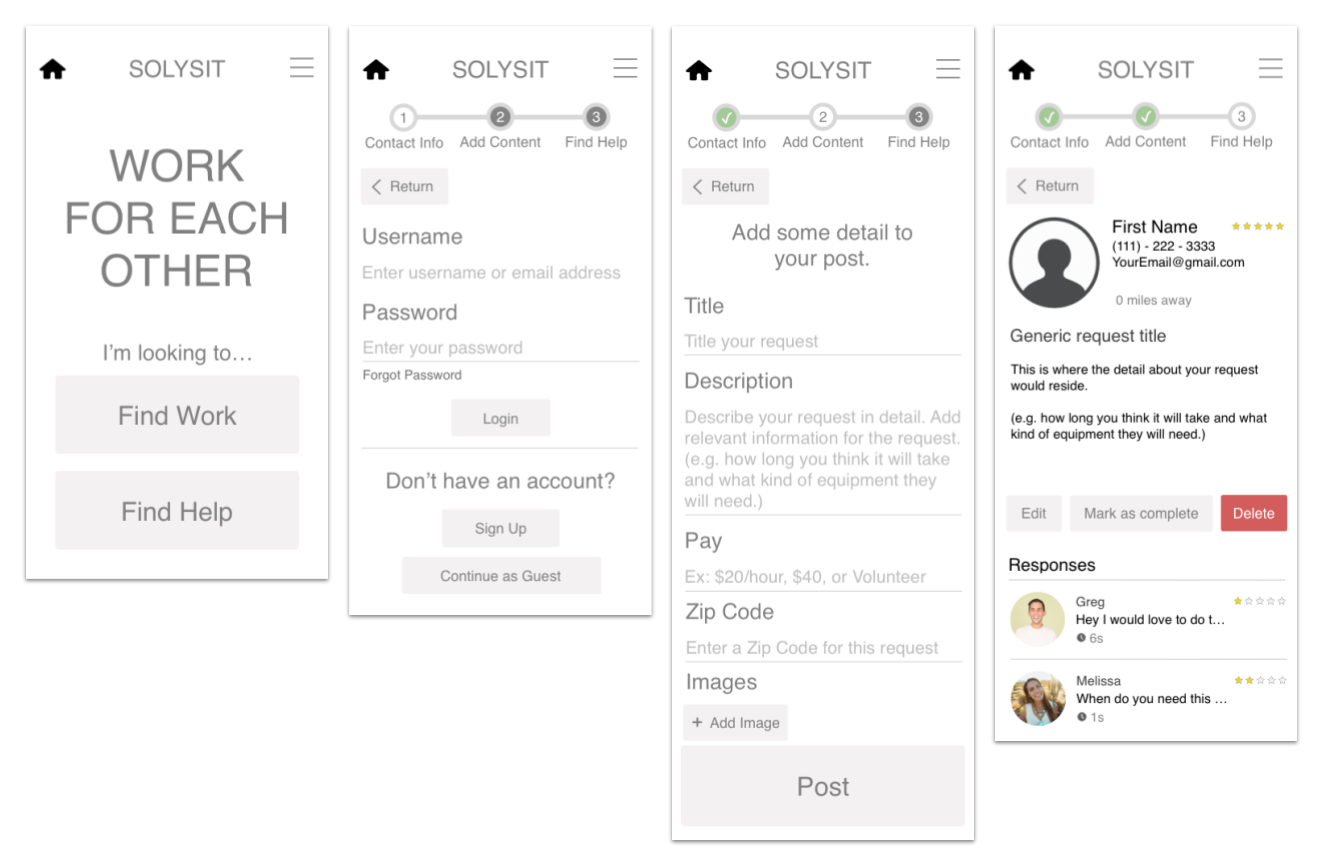 SOLYSIT
WORK
FOR EACH
OTHER
I'm looking to…
Find Work
Find Help
SOLYSIT
1
2
3
Contact Info
Add Content
Find Help
Return
Username
Enter username or email address
Password
Enter your password
Forgot Password
Login
Don't have an account?
Sign Up
Continue as Guest
SOLYSIT
2
3
Contact Info
Add Content
Find Help
Return
Add some detail to
your post.
Title
Title your request
Description
Describe your request in detail. Add
relevant information for the request.
(e.g. how long you think it will take
and what kind of equipment they
will need.)
Pay
Ex: $20/hour, $40, or Volunteer
Zip Code
Enter a Zip Code for this request
Images
+ Add Image
Post
SOLYSIT
3
Contact Info
Add Content
Find Help
Return
First Name
(111) - 222 - 3333
YourEmail@gmail.com
0 miles away
Generic request title
This is where the detail about your request
would reside.
(e.g. how long you think it will take and what
kind of equipment they will need.)
Edit
Mark as complete
Delete
Responses
Greg
Hey I would love to do t…
6s
Melissa
When do you need this …
1s